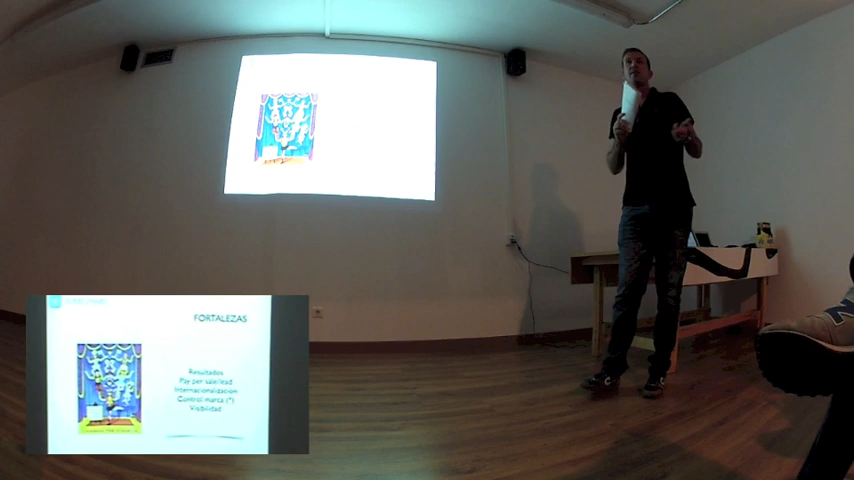 FORTALEZAS
Resultados
Pay per sale/lead
Internacionalización
Control marca (*)
Visibilidad